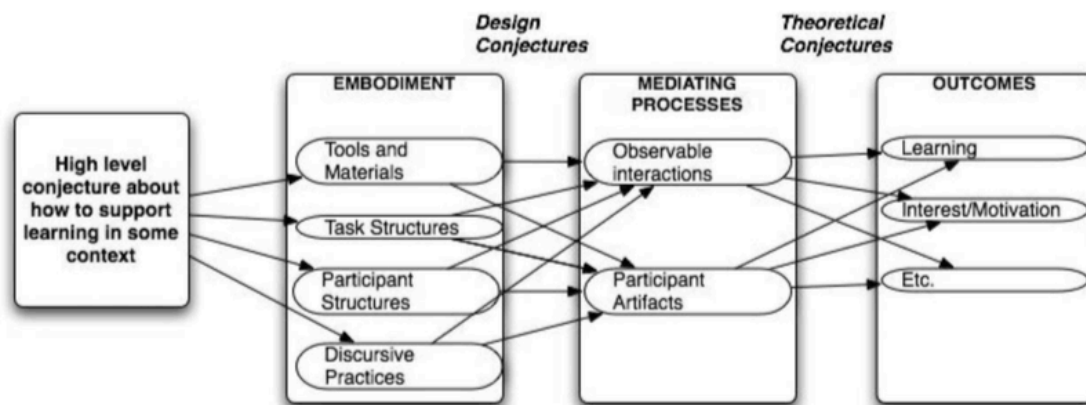 Design
Conjectures
Theoretical
Conjectures
High level
conjecture about
how to support
learning in some
context
EMBODIMENT
Tools and
Materials
Task Structures
Participant
Structures
Discursive
Practices
MEDIATING
PROCESSES
Observable
interactions
Participant
Artifacts
OUTCOMES
Learning
Interest/Motivation
Etc.